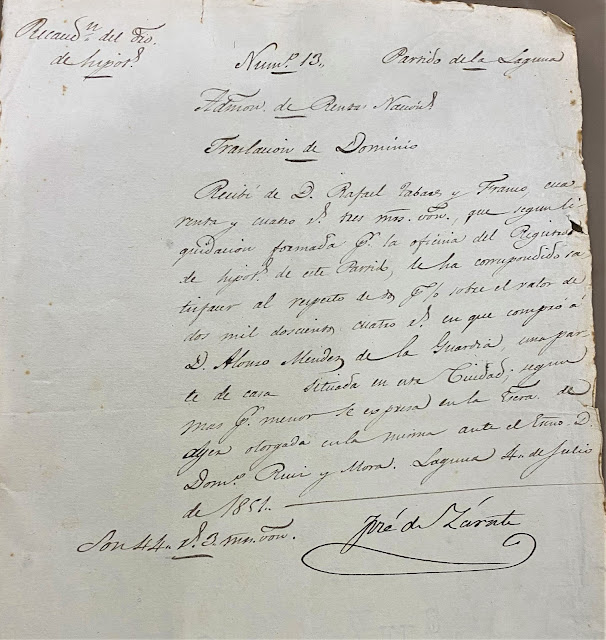 Recaudn. del Dro.
de hipots. Numo. 13,, Partido de la Laguna
Admon. de Rentas Nacions.
Traslacion de Dominio
Recibí de D. Rafael Tabares y Franco, cua
renta y cuatro rs. tres mrs. von., que segun li
quidacion formada pr. la oficina del Registro
de hipots. de este Partido, le ha correspondido sa
tisfacer al respecto de dos p% sobre el valor de
dos mil doscientos cuatro rs. en que compró á
D. Alonso Mendez de la Guardia, una par
te de casa situada en esta Ciudad, segun
mas pr. menor se espresa en la Escra. de
ayer otorgada en la misma ante el Esno. D.
Domo. Ruiz y Mora. Laguna 4,, de Julio
de 1851.
Son 44,, rs. 3,, mrs. von.
José de Zárate